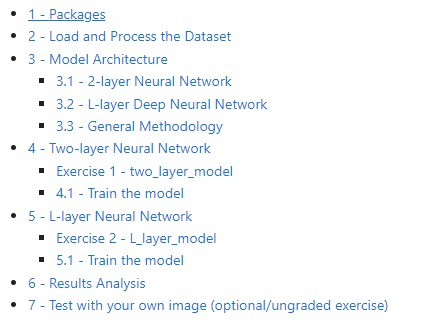 1 - Packages
2 - Load and Process the Dataset
3 - Model Architecture
3.1 - 2-layer Neural Network
3.2 - L-layer Deep Neural Network
3.3 - General Methodology
4 - Two-layer Neural Network
Exercise 1 - two_layer_model
4.1 - Train the model
5 - L-layer Neural Network
Exercise 2 - L_layer_model
5.1 - Train the model
6 - Results Analysis
7 - Test with your own image (optional/ungraded exercise)